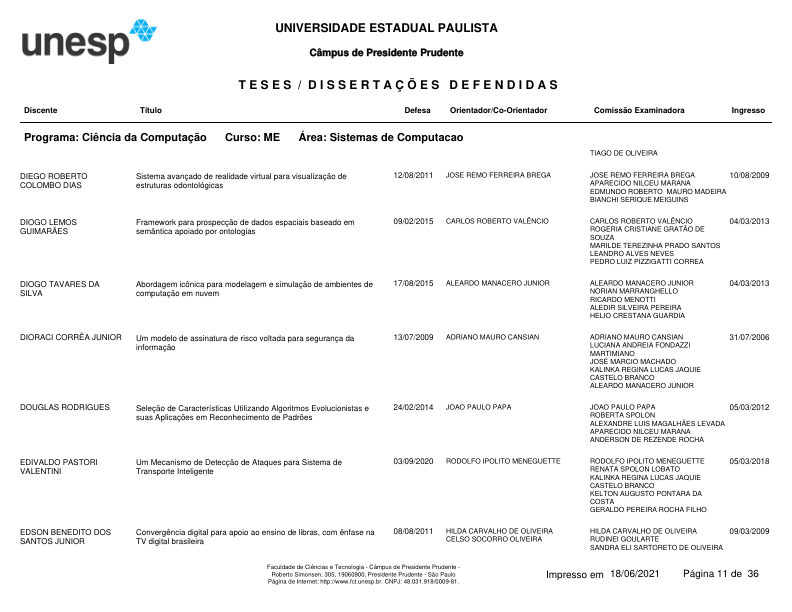 unesp
UNIVERSIDADE ESTADUAL PAULISTA
Câmpus de Presidente Prudente
TESES / DISSERTAÇÕES DEFENDIDAS
Discente Título Defesa Orientador/Co-Orientador Comissão Examinadora Ingresso
Programa: Ciência da Computação Curso: ME Área: Sistemas de Computacao
TIAGO DE OLIVEIRA
DIEGO ROBERTO Sistema avançado de realidade virtual para visualização de 12/08/2011 JOSE REMO FERREIRA BREGA JOSE REMO FERREIRA BREGA 10/08/2009
COLOMBO DIAS estruturas odontológicas APARECIDO NILCEU MARANA
EDMUNDO ROBERTO MAURO MADEIRA
BIANCHI SERIQUE MEIGUINS
DIOGO LEMOS Framework para prospecção de dados espaciais baseado em 09/02/2015 CARLOS ROBERTO VALÊNCIO CARLOS ROBERTO VALÊNCIO 04/03/2013
GUIMARÃES semântica apoiado por ontologias ROGERIA CRISTIANE GRATÃO DE
SOUZA
MARILDE TEREZINHA PRADO SANTOS
LEANDRO ALVES NEVES
PEDRO LUIZ PIZZIGATTI CORREA
DIOGO TAVARES DA Abordagem icônica para modelagem e simulação de ambientes de 17/08/2015 ALEARDO MANACERO JUNIOR ALEARDO MANACERO JUNIOR 04/03/2013
SILVA computação em nuvem NORIAN MARRANGHELLO
RICARDO MENOTTI
ALEDIR SILVEIRA PEREIRA
HELIO CRESTANA GUARDIA
DIORACI CORRÊA JUNIOR Um modelo de assinatura de risco voltada para segurança da 13/07/2009 ADRIANO MAURO CANSIAN ADRIANO MAURO CANSIAN 31/07/2006
informação LUCIANA ANDREIA FONDAZZI
MARTIMIANO
JOSÉ MARCIO MACHADO
KALINKA REGINA LUCAS JAQUIE
CASTELO BRANCO
ALEARDO MANACERO JUNIOR
DOUGLAS RODRIGUES Seleção de Características Utilizando Algoritmos Evolucionistas e 24/02/2014 JOAO PAULO PAPA JOAO PAULO PAPA 05/03/2012
suas Aplicações em Reconhecimento de Padrões ROBERTA SPOLON
ALEXANDRE LUIS MAGALHÃES LEVADA
APARECIDO NILCEU MARANA
ANDERSON DE REZENDE ROCHA
EDIVALDO PASTORI Um Mecanismo de Detecção de Ataques para Sistema de 03/09/2020 RODOLFO IPOLITO MENEGUETTE RODOLFO IPOLITO MENEGUETTE 05/03/2018
VALENTINI Transporte Inteligente RENATA SPOLON LOBATO
KALINKA REGINA LUCAS JAQUIE
CASTELO BRANCO
KELTON AUGUSTO PONTARA DA
COSTA
GERALDO PEREIRA ROCHA FILHO
EDSON BENEDITO DOS Convergência digital para apoio ao ensino de libras, com ênfase na 08/08/2011 HILDA CARVALHO DE OLIVEIRA HILDA CARVALHO DE OLIVEIRA 09/03/2009
SANTOS JUNIOR TV digital brasileira CELSO SOCORRO OLIVEIRA RUDINEI GOULARTE
SANDRA ELI SARTORETO DE OLIVEIRA
Faculdade de Ciências e Tecnologia - Câmpus de Presidente Prudente -
Roberto Simonsen, 305, 19060900, Presidente Prudente - São Paulo
Página de Internet: http://www.fct.unesp.br. CNPJ: 48.031.918/0009-81.
Impresso em 18/06/2021 Página 11 de 36